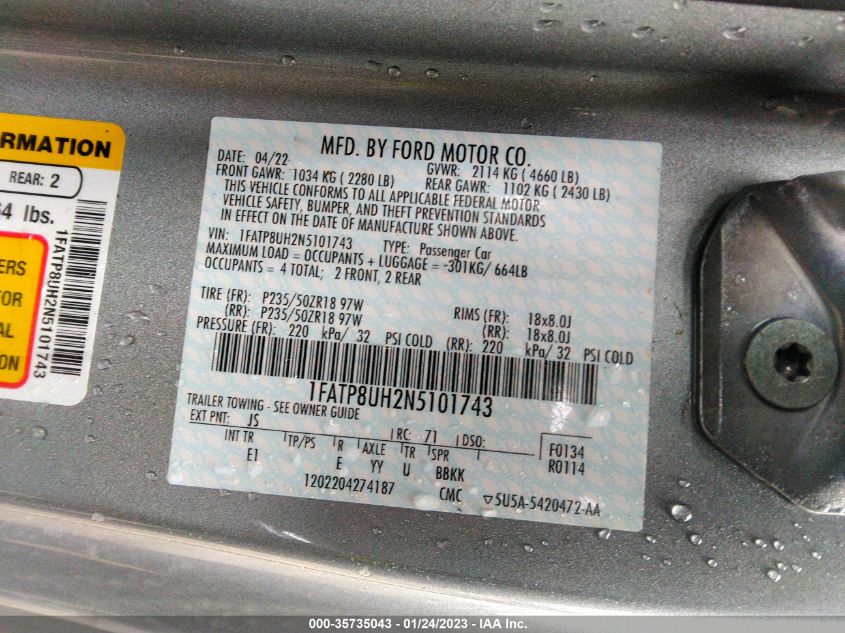 RMATION
REAR: 2
64 lbs.
1FATP8UH2N5101743
ERS
FOR
AL
ION
MFD. BY FORD MOTOR CO.
DATE: 04/22 GVWR: 2114 KG ( 4660 LB)
FRONT GAWR: 1034 KG ( 2280 LB) REAR GAWR: 1102 KG ( 2430 LB)
THIS VEHICLE CONFORMS TO ALL APPLICABLE FEDERAL MOTOR
VEHICLE SAFETY, BUMPER, AND THEFT PREVENTION STANDARDS
IN EFFECT ON THE DATE OF MANUFACTURE SHOWN ABOVE.
VIN: 1FATP8UH2N5101743 TYPE: Passenger Car
MAXIMUM LOAD = OCCUPANTS + LUGGAGE = -301KG/ 664LB
OCCUPANTS = 4 TOTAL; 2 FRONT, 2 REAR
TIRE (FR): P235/50ZR18 97W RIMS (FR): 18x8.0J
(RR): P235/50ZR18 97W (RR): 18x8.0J
PRESSURE (FR): 220 kPa/ 32 PSI COLD (RR): 220 kPa/ 32 PSI COLD
1FATP8UH2N5101743
TRAILER TOWING - SEE OWNER GUIDE
EXT PNT: JS RC: 71 DSO: F0134
INT TR TP/PS R AXLE TR SPR R0114
E1 E YY U BBKK
1202204274187 CMC ▽5U5A-5420472-AA
000-35735043 - 01/24/2023 - IAA Inc.